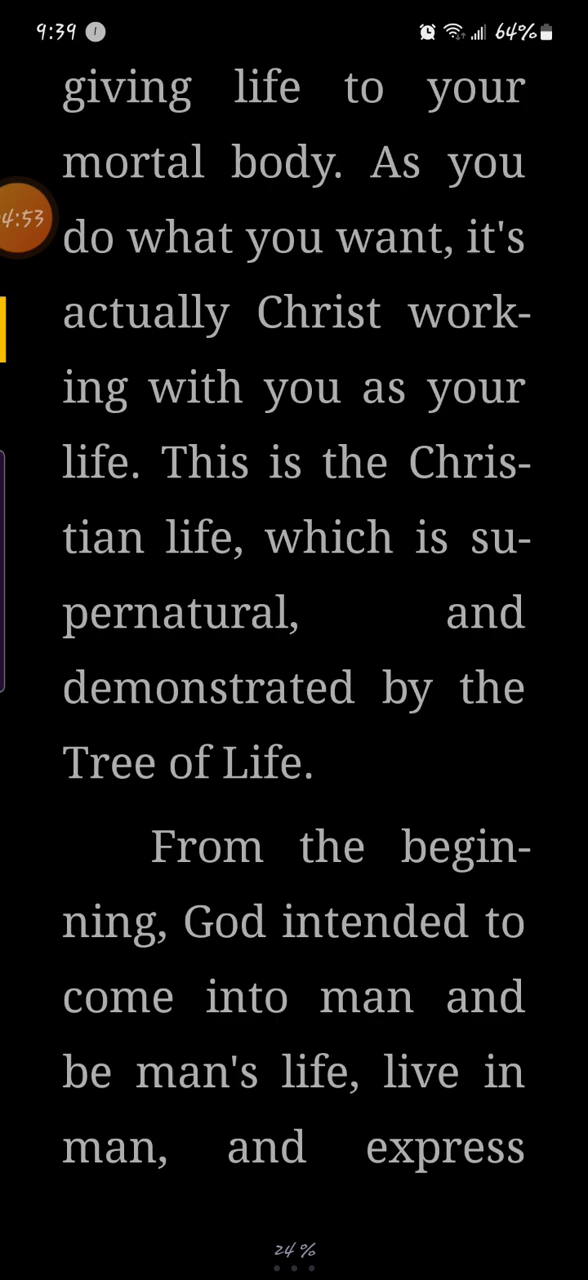 9:39
64%
giving life to your
mortal body. As you
4:53
do what you want, it's
actually Christ work-
ing with you as your
life. This is the Chris-
tian life, which is su-
pernatural, and
demonstrated by the
Tree of Life.
From the begin-
ning, God intended to
come into man and
be man's life, live in
man, and express
24%